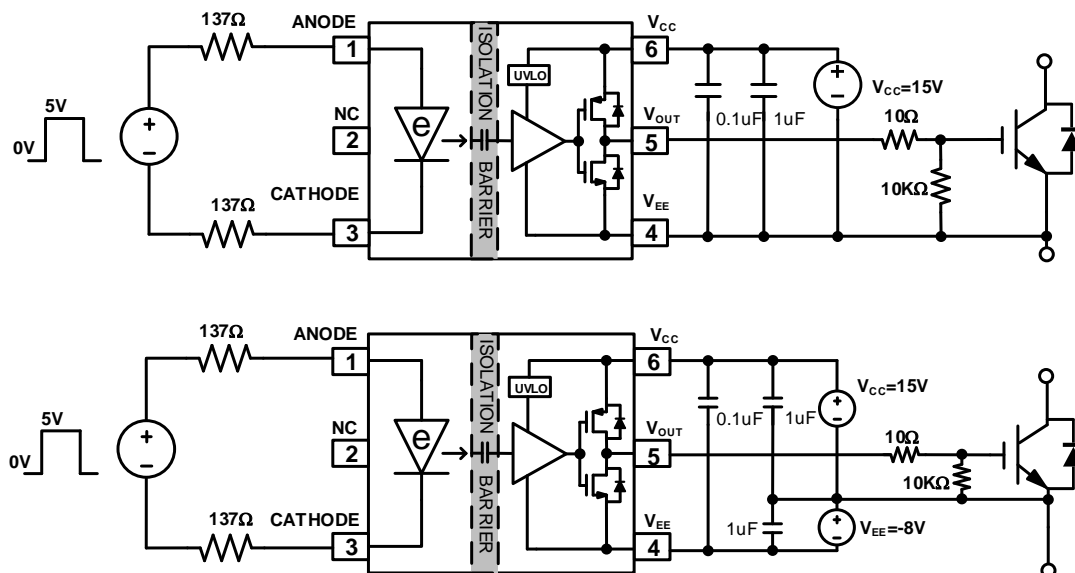 137Ω
ANODE
1
5V
0V
+
−
NC
2
137Ω
CATHODE
3
e
ISOLATION
BARRIER
UVLO
VCC
6
VOUT
5
VEE
4
0.1uF
1uF
+
−
VCC=15V
10Ω
10KΩ
137Ω
ANODE
1
5V
0V
+
−
NC
2
137Ω
CATHODE
3
e
ISOLATION
BARRIER
UVLO
VCC
6
VOUT
5
VEE
4
0.1uF
1uF
1uF
+
−
VCC=15V
+
−
VEE=-8V
10Ω
10KΩ